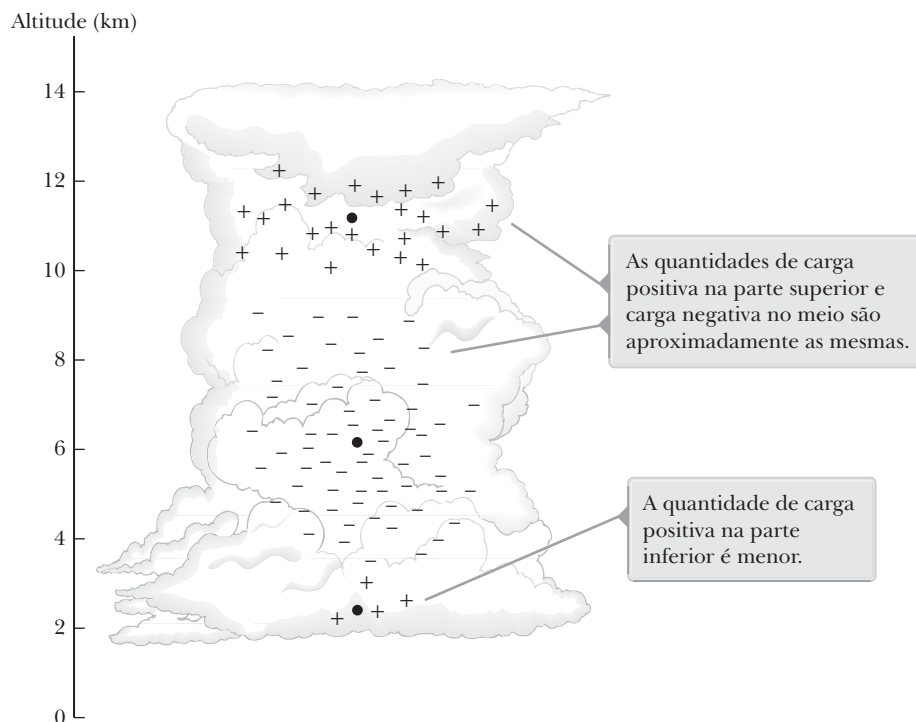 Altitude (km)
14
12
10
8
6
4
2
0
As quantidades de carga
positiva na parte superior e
carga negativa no meio são
aproximadamente as mesmas.
A quantidade de carga
positiva na parte
inferior é menor.